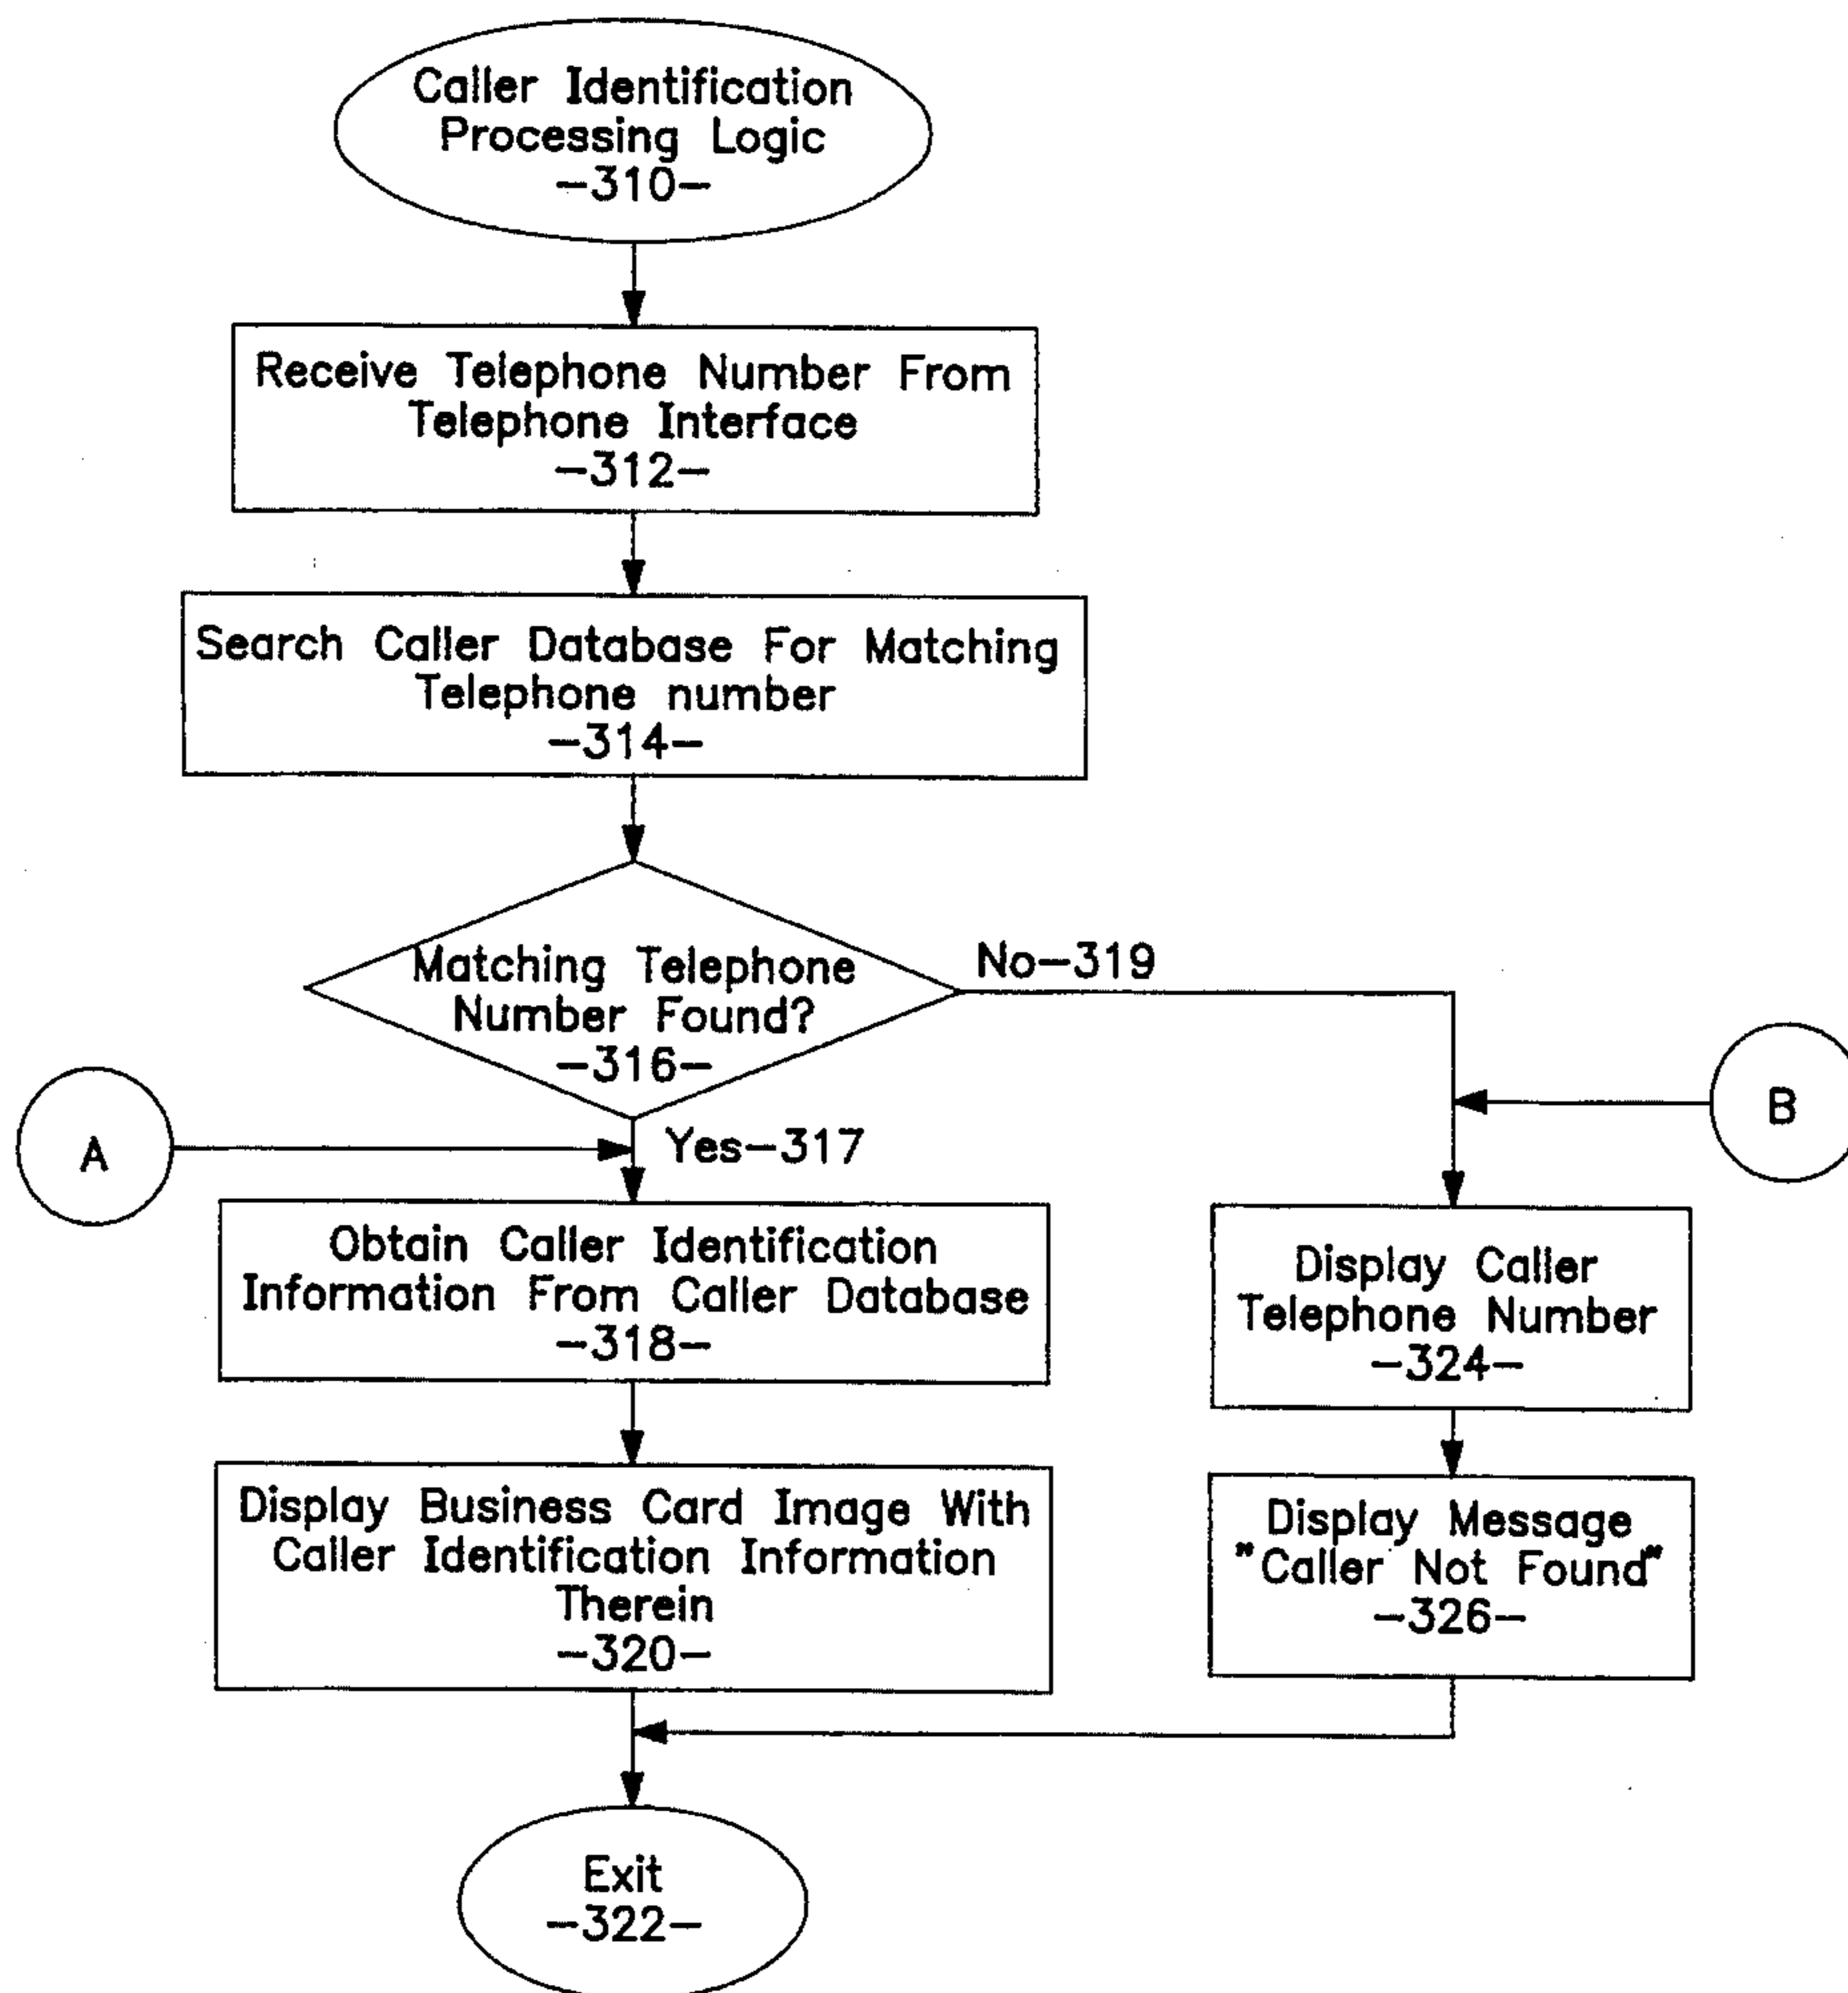 Caller Identification
Processing Logic
-310-
Receive Telephone Number From
Telephone Interface
-312-
Search Caller Database For Matching
Telephone number
-314-
Matching Telephone
Number Found?
-316-
No-319
A
Yes-317
B
Obtain Caller Identification
Information From Caller Database
-318-
Display Caller
Telephone Number
-324-
Display Business Card Image With
Caller Identification Information
Therein
-320-
Display Message
"Caller Not Found"
-326-
Exit
-322-